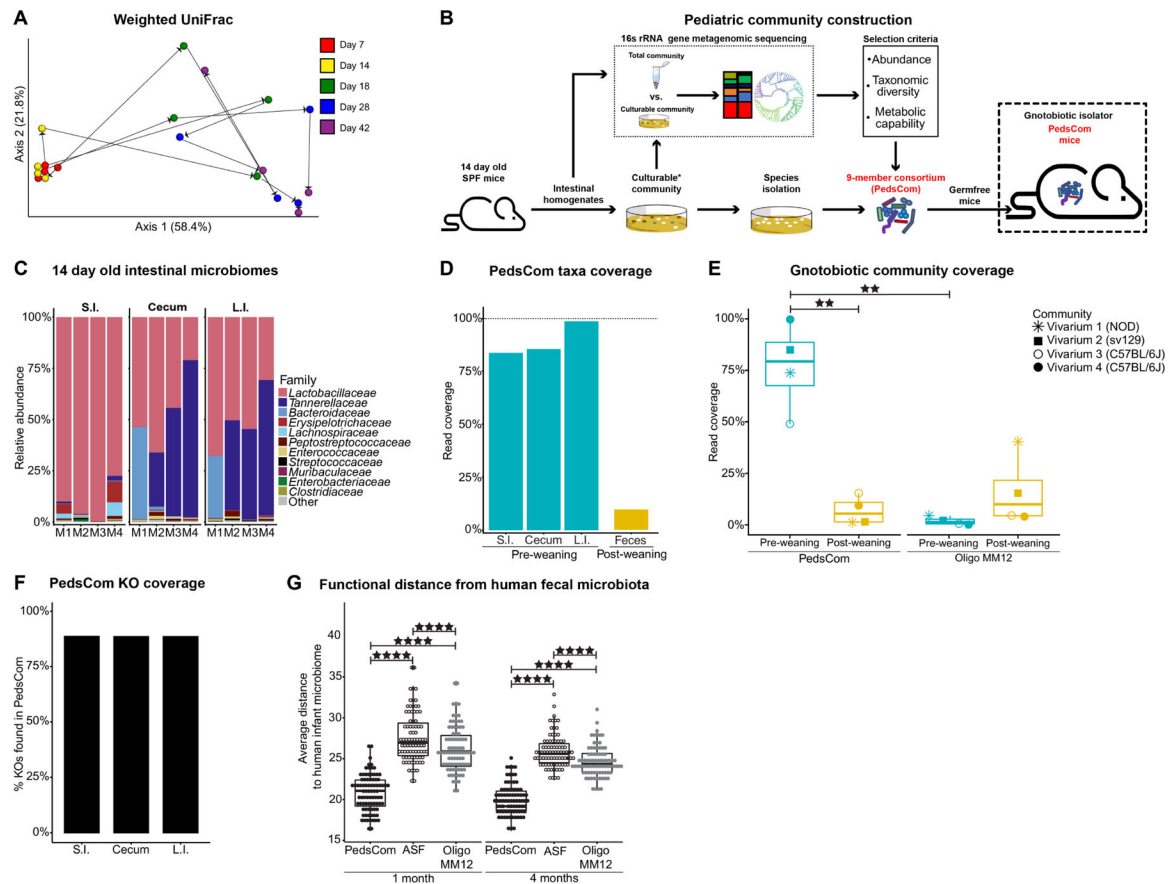 A
Weighted UniFrac
Axis 2 (21.8%)
Axis 1 (58.4%)
Day 7
Day 14
Day 18
Day 28
Day 42
B
Pediatric community construction
16s rRNA gene metagenomic sequencing
Total community
vs.
Culturable community
Selection criteria
•Abundance
•Taxonomic
diversity
•Metabolic
capability
14 day old
SPF mice
Intestinal
homogenates
Culturable*
community
Species
isolation
9-member consortium
(PedsCom)
Germfree
mice
Gnotobiotic isolator
PedsCom
mice
C
14 day old intestinal microbiomes
S.I.
Cecum
L.I.
Relative abundance
100%
75%
50%
25%
0%
M1 M2 M3 M4
M1 M2 M3 M4
M1 M2 M3 M4
Family
Lactobacillaceae
Tannerellaceae
Bacteroidaceae
Erysipelotrichaceae
Lachnospiraceae
Peptostreptococcaceae
Enterococcaceae
Streptococcaceae
Muribaculaceae
Enterobacteriaceae
Clostridiaceae
Other
D
PedsCom taxa coverage
Read coverage
100%
75%
50%
25%
0%
S.I. Cecum L.I. Feces
Pre-weaning Post-weaning
E
Gnotobiotic community coverage
Read coverage
100%
75%
50%
25%
0%
★★
★★
Pre-weaning Post-weaning Pre-weaning Post-weaning
PedsCom Oligo MM12
Community
Vivarium 1 (NOD)
Vivarium 2 (sv129)
Vivarium 3 (C57BL/6J)
Vivarium 4 (C57BL/6J)
F
PedsCom KO coverage
% KOs found in PedsCom
100%
75%
50%
25%
0%
S.I. Cecum L.I.
G
Functional distance from human fecal microbiota
Average distance
to human infant microbiome
40
35
30
25
20
15
★★★★
★★★★
★★★★
★★★★
★★★★
★★★★
PedsCom ASF Oligo
MM12
PedsCom ASF Oligo
MM12
1 month 4 months